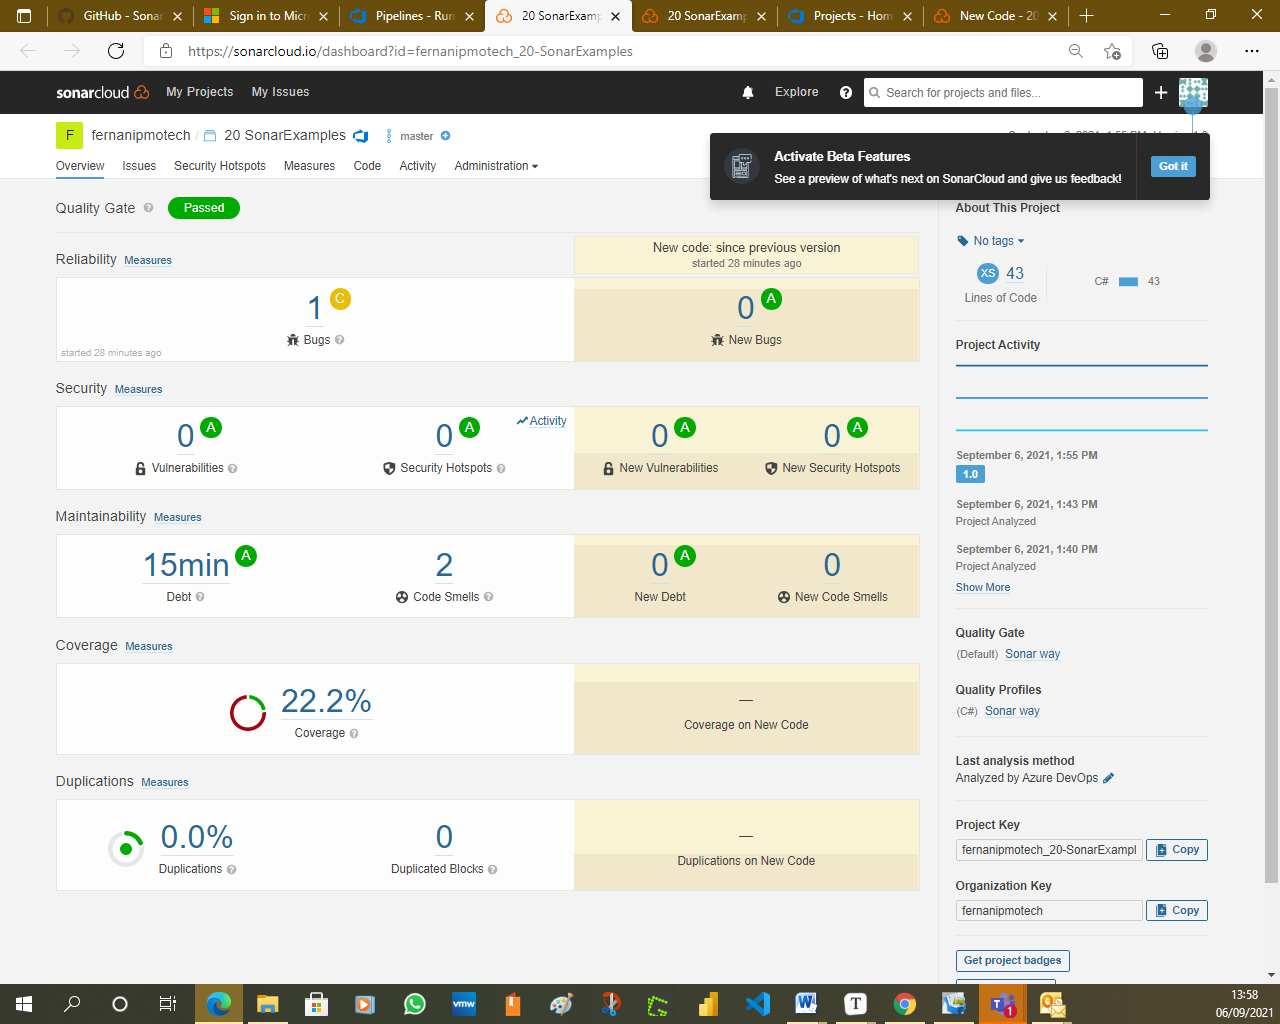 GitHub - Sonar
Sign in to Micr
Pipelines - Run
20 SonarExamp
20 SonarExamp
Projects - Hom
New Code - 20
https://sonarcloud.io/dashboard?id=fernanipmotech_20-SonarExamples
sonarcloud
My Projects
My Issues
Explore
Search for projects and files...
F
fernanipmotech / 20 SonarExamples
master
Overview
Issues
Security Hotspots
Measures
Code
Activity
Administration
Activate Beta Features
See a preview of what's next on SonarCloud and give us feedback!
Got it
Quality Gate
Passed
Reliability Measures
New code: since previous version
started 28 minutes ago
1 C
Bugs
started 28 minutes ago
0 A
New Bugs
Security Measures
Activity
0 A
Vulnerabilities
0 A
Security Hotspots
0 A
New Vulnerabilities
0 A
New Security Hotspots
Maintainability Measures
15min A
Debt
2
Code Smells
0 A
New Debt
0
New Code Smells
Coverage Measures
22.2%
Coverage
—
Coverage on New Code
Duplications Measures
0.0%
Duplications
0
Duplicated Blocks
—
Duplications on New Code
About This Project
No tags
XS 43
Lines of Code
C# 43
Project Activity
September 6, 2021, 1:55 PM
1.0
September 6, 2021, 1:43 PM
Project Analyzed
September 6, 2021, 1:40 PM
Project Analyzed
Show More
Quality Gate
(Default) Sonar way
Quality Profiles
(C#) Sonar way
Last analysis method
Analyzed by Azure DevOps
Project Key
fernanipmotech_20-SonarExampl
Copy
Organization Key
fernanipmotech
Copy
Get project badges
vmw
T
1
13:58
06/09/2021